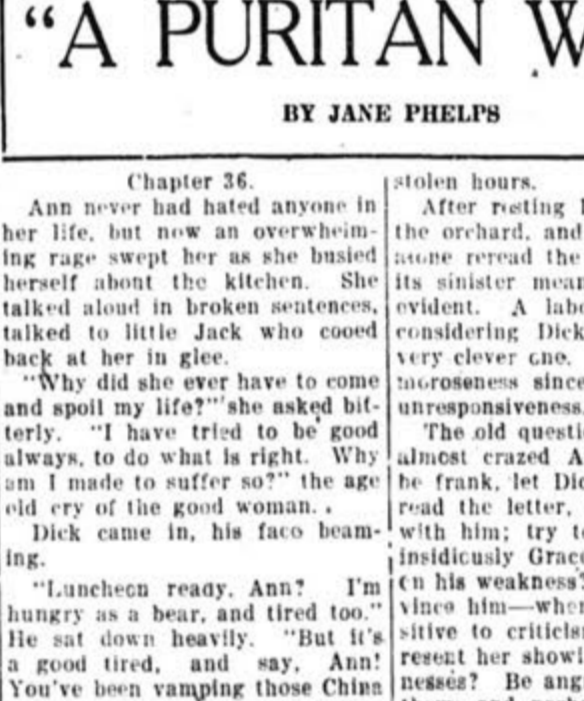 "A PURITAN W
BY JANE PHELPS
Chapter 36.
Ann never had hated anyone in
her life, but now an overwhelm-
ing rage swept her as she busied
herself about the kitchen. She
talked aloud in broken sentences,
talked to little Jack who cooed
back at her in glee.
"Why did she ever have to come
and spoil my life?" she asked bit-
terly. "I have tried to be good
always, to do what is right. Why
am I made to suffer so?" the age
old cry of the good woman. .
Dick came in, his faco beam-
ing.
"Luncheon ready, Ann? I'm
hungry as a bear, and tired too."
He sat down heavily. "But it's
a good tired, and say, Ann!
You've been vamping those China
stolen hours.
After resting
the orchard, and
atone reread the
its sinister mean
evident. A labo
considering Dick
very clever one.
moroseness since
unresponsiveness
The old questi
almost crazed A
be frank, let Dic
read the letter,
with him; try t
insidiously Grac
on his weakness?
vince him—when
sitive to criticis
resent her showi
nesses? Be ang